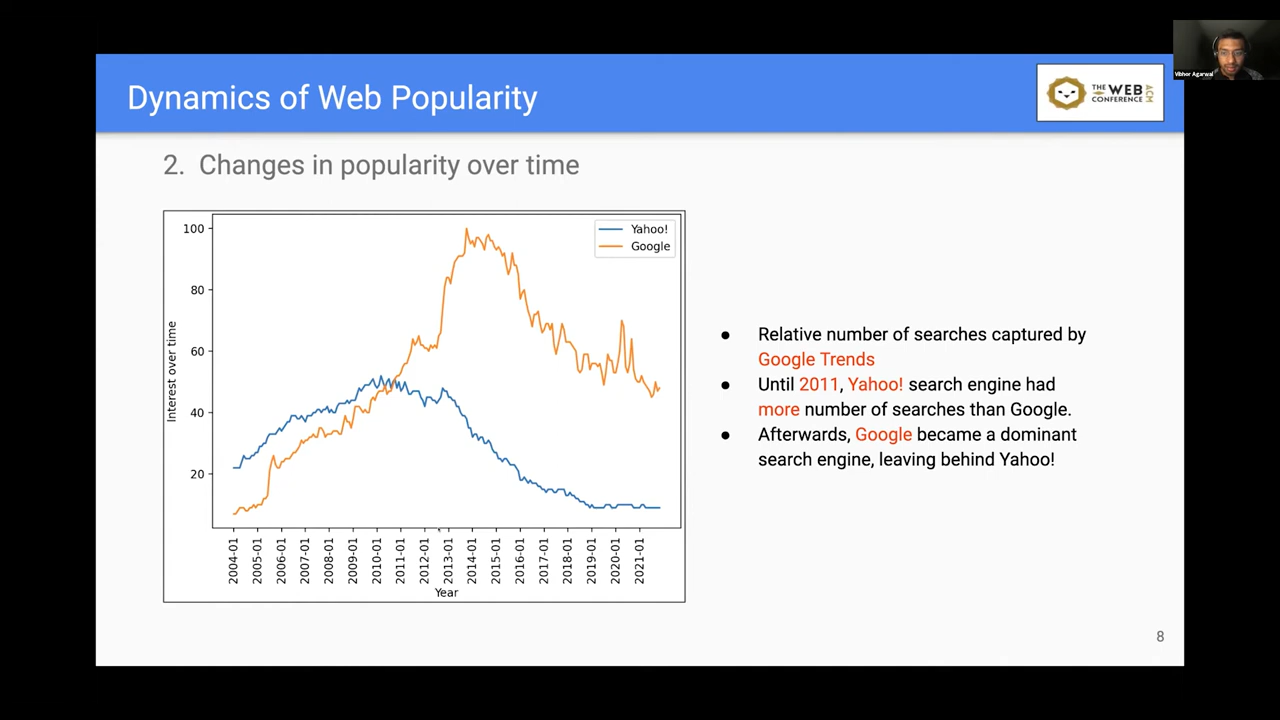 Vibhor Agarwal
Dynamics of Web Popularity
THE WEB CONFERENCE
ACM
2. Changes in popularity over time
100
80
60
40
20
Interest over time
Yahoo!
Google
2004-01
2005-01
2006-01
2007-01
2008-01
2009-01
2010-01
2011-01
2012-01
2013-01
2014-01
2015-01
2016-01
2017-01
2018-01
2019-01
2020-01
2021-01
Year
● Relative number of searches captured by
Google Trends
● Until 2011, Yahoo! search engine had
more number of searches than Google.
● Afterwards, Google became a dominant
search engine, leaving behind Yahoo!
8